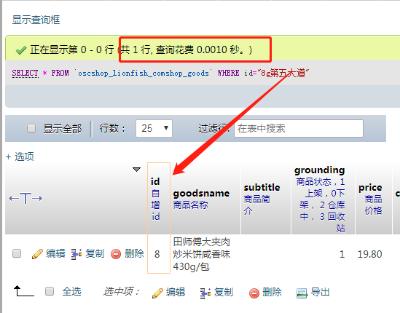 显示查询框
正在显示第 0 - 0 行 (共 1 行, 查询花费 0.0010 秒。)
SELECT * FROM `oscshop_lionfish_comshop_goods` WHERE id="8g第五大道"
显示全部 行数： 25 过滤行: 在表中搜索
+ 选项
←T→
id
自增id
goodsname
商品名称
subtitle
商品简介
grounding
商品状态，1上架，0下架，2 仓库中，3 回收站
price
商品价格
编辑 复制 删除 8 田师傅大夹肉炒米饼咸香味430g/包 1 19.80
全选 选中项： 编辑 复制 删除 导出